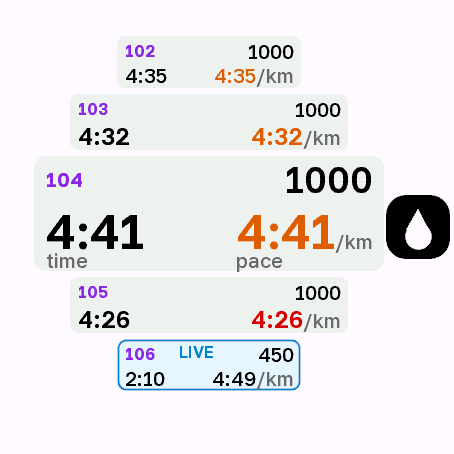 102 1000
4:35 4:35/km
103 1000
4:32 4:32/km
104 1000
4:41 4:41/km
time pace
105 1000
4:26 4:26/km
106 LIVE 450
2:10 4:49/km